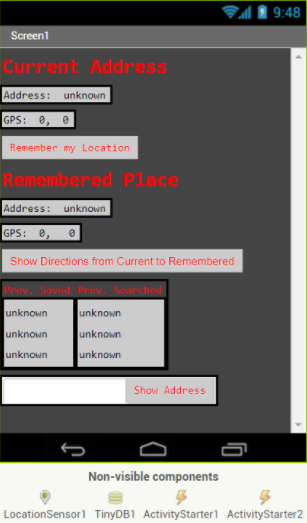 9:48
Screen1
Current Address
Address: unknown
GPS: 0, 0
Remember my Location
Remembered Place
Address: unknown
GPS: 0, 0
Show Directions from Current to Remembered
Prev. Saved Prev. Searched
unknown unknown
unknown unknown
unknown unknown
Show Address
Non-visible components
LocationSensor1 TinyDB1 ActivityStarter1 ActivityStarter2